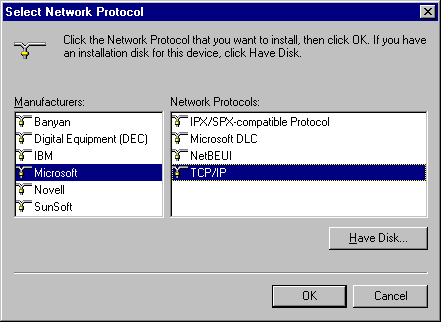 Select Network Protocol
Click the Network Protocol that you want to install, then click OK. If you have
an installation disk for this device, click Have Disk.
Manufacturers:
Banyan
Digital Equipment (DEC)
IBM
Microsoft
Novell
SunSoft
Network Protocols:
IPX/SPX-compatible Protocol
Microsoft DLC
NetBEUI
TCP/IP
Have Disk...
OK
Cancel